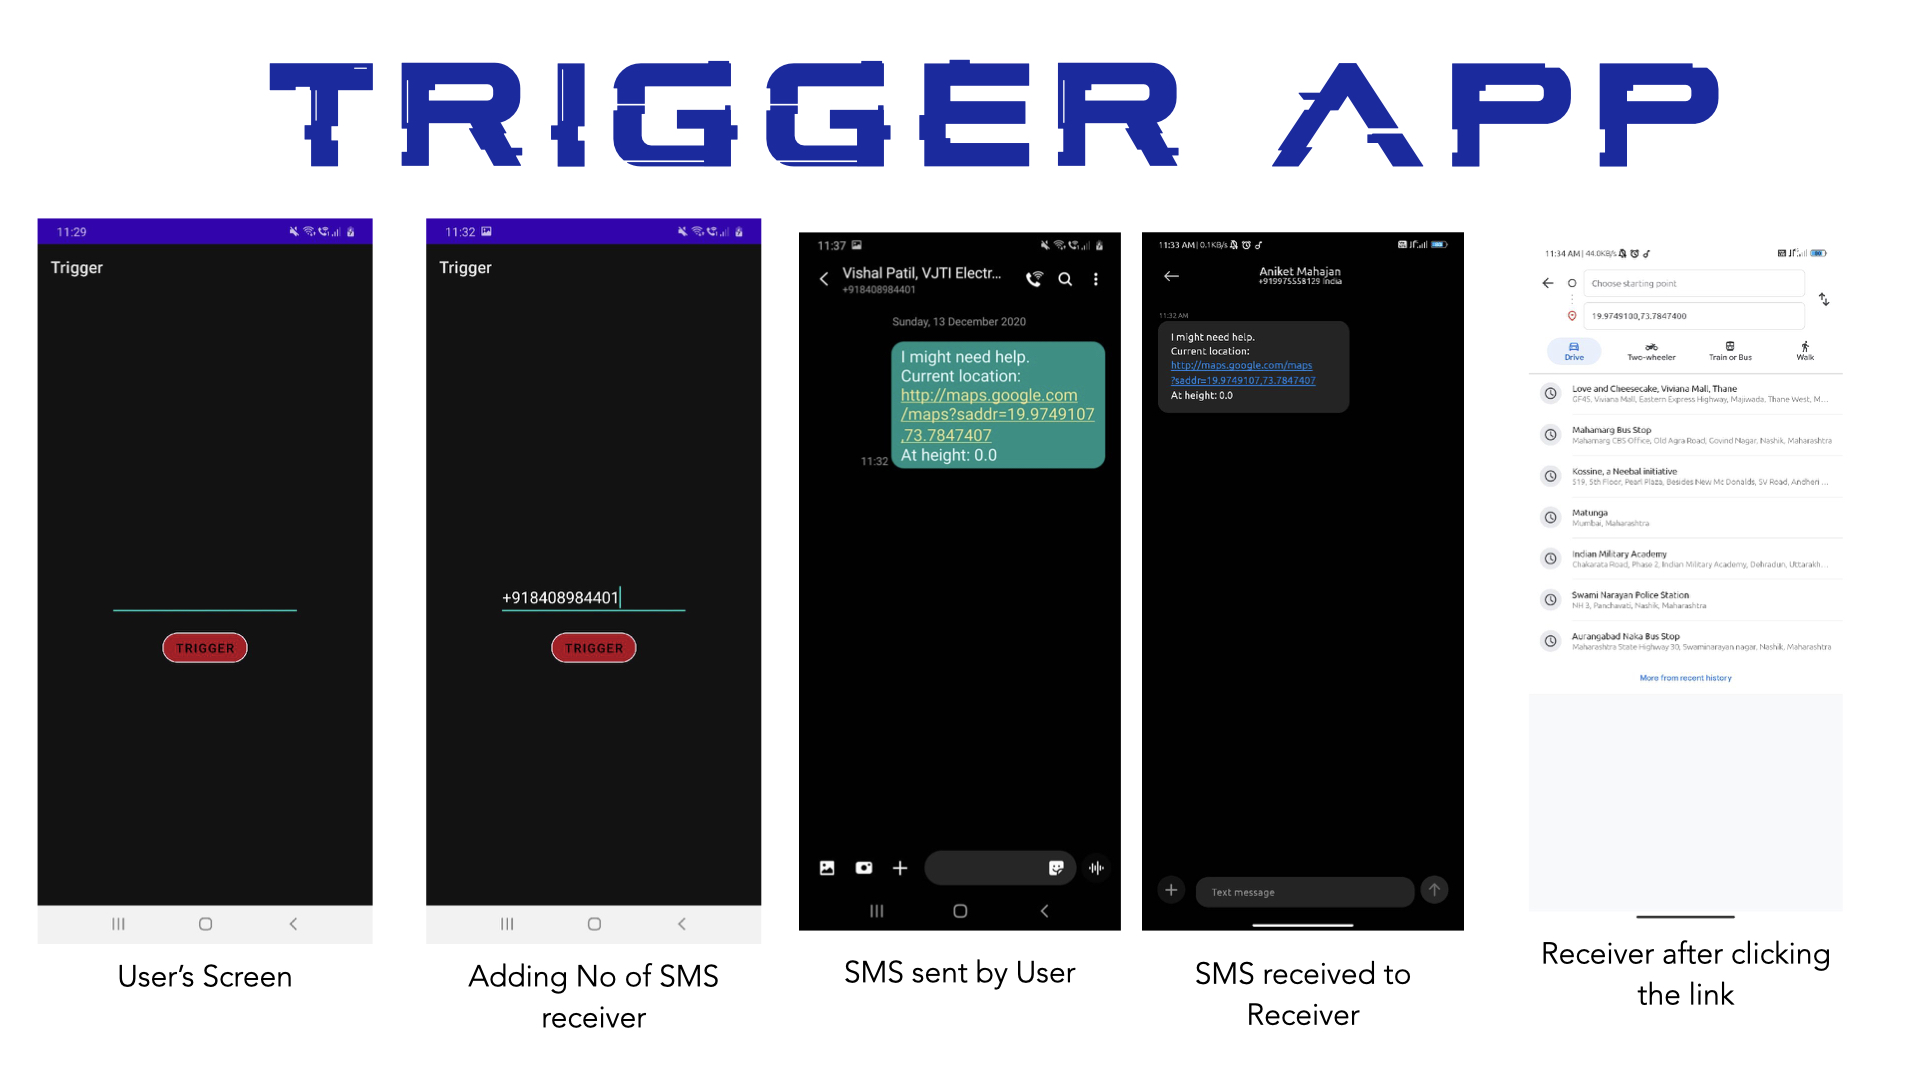 TRIGGER APP
11:29
Trigger
TRIGGER
User's Screen
11:32
Trigger
+918408984401
TRIGGER
Adding No of SMS
receiver
11:37
Vishal Patil, VJTI Electr...
+918408984401
Sunday, 13 December 2020
I might need help.
Current location:
http://maps.google.com
/maps?saddr=19.9749107
,73.7847407
At height: 0.0
11:32
SMS sent by User
11:33 AM | 0.1KB/s
Aniket Mahajan
+919975558129 India
11:32 AM
I might need help.
Current location:
http://maps.google.com/maps
?saddr=19.9749107,73.7847407
At height: 0.0
Text message
SMS received to
Receiver
11:34 AM | 44.0KB/s
Choose starting point
19.9749100,73.7847400
Drive
Two-wheeler
Train or Bus
Walk
Love and Cheesecake, Viviana Mall, Thane
GF45, Viviana Mall, Eastern Express Highway, Majiwada, Thane West, M...
Mahamarg Bus Stop
Mahamarg CBS Office, Old Agra Road, Govind Nagar, Nashik, Maharashtra
Kossine, a Neebal initiative
519, 5th Floor, Pearl Plaza, Besides New Mc Donalds, SV Road, Andheri ...
Matunga
Mumbai, Maharashtra
Indian Military Academy
Chakarata Road, Phase 2, Indian Military Academy, Dehradun, Uttarakh...
Swami Narayan Police Station
NH 3, Panchavati, Nashik, Maharashtra
Aurangabad Naka Bus Stop
Maharashtra State Highway 30, Swaminarayan nagar, Nashik, Maharashtra
More from recent history
Receiver after clicking
the link